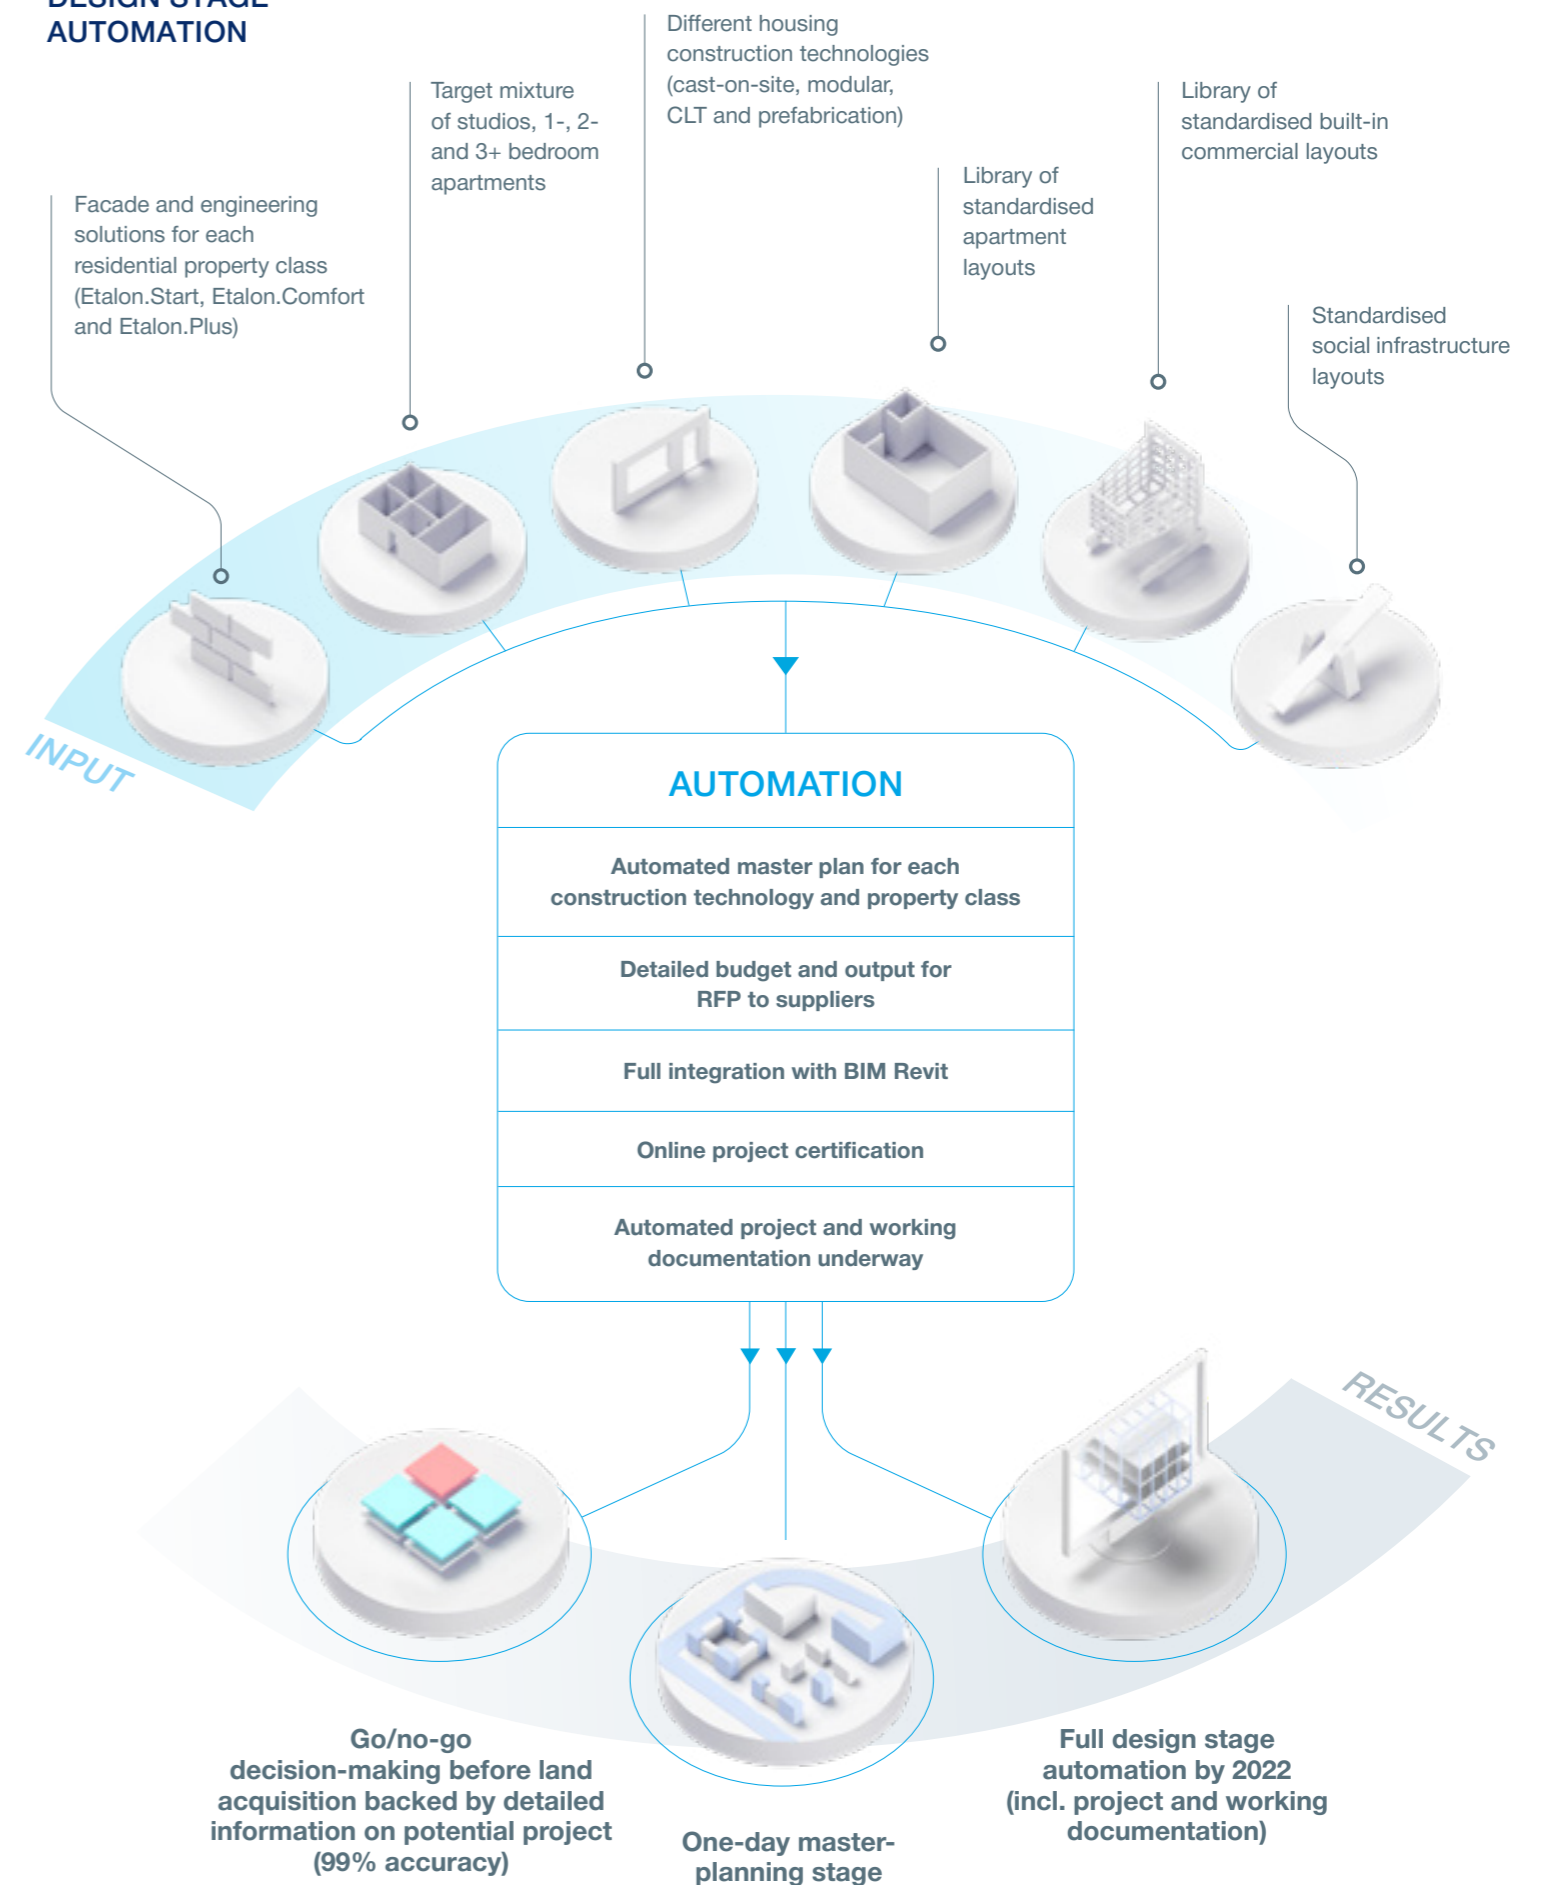 DESIGN STAGE
AUTOMATION
Different housing
construction technologies
(cast-on-site, modular,
CLT and prefabrication)
Target mixture
of studios, 1-, 2-
and 3+ bedroom
apartments
Library of
standardised built-in
commercial layouts
Library of
standardised
apartment
layouts
Facade and engineering
solutions for each
residential property class
(Etalon.Start, Etalon.Comfort
and Etalon.Plus)
Standardised
social infrastructure
layouts
INPUT
AUTOMATION
Automated master plan for each
construction technology and property class
Detailed budget and output for
RFP to suppliers
Full integration with BIM Revit
Online project certification
Automated project and working
documentation underway
RESULTS
Go/no-go
decision-making before land
acquisition backed by detailed
information on potential project
(99% accuracy)
One-day master-
planning stage
Full design stage
automation by 2022
(incl. project and working
documentation)